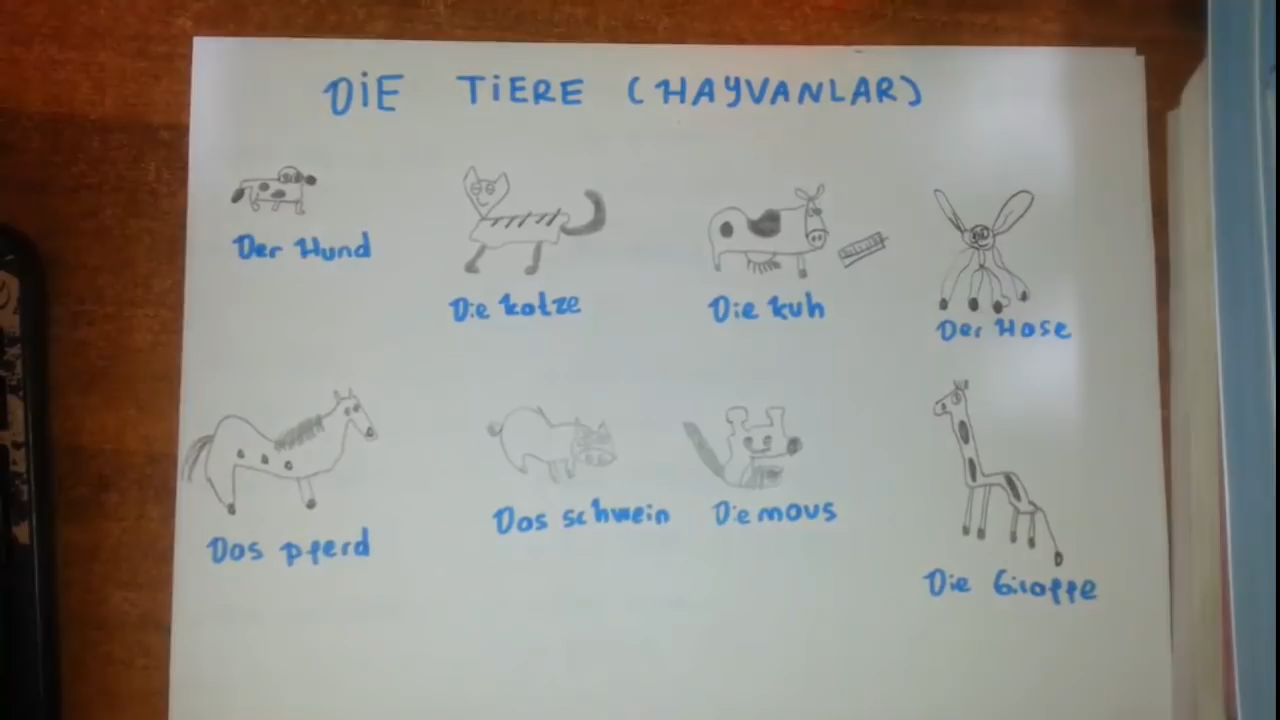 DiE TiERE (HAYVANLAR)
Der Hund
Die katze
Die kuh
Der Hase
Das pferd
Das schwein
Die maus
Die Giraffe